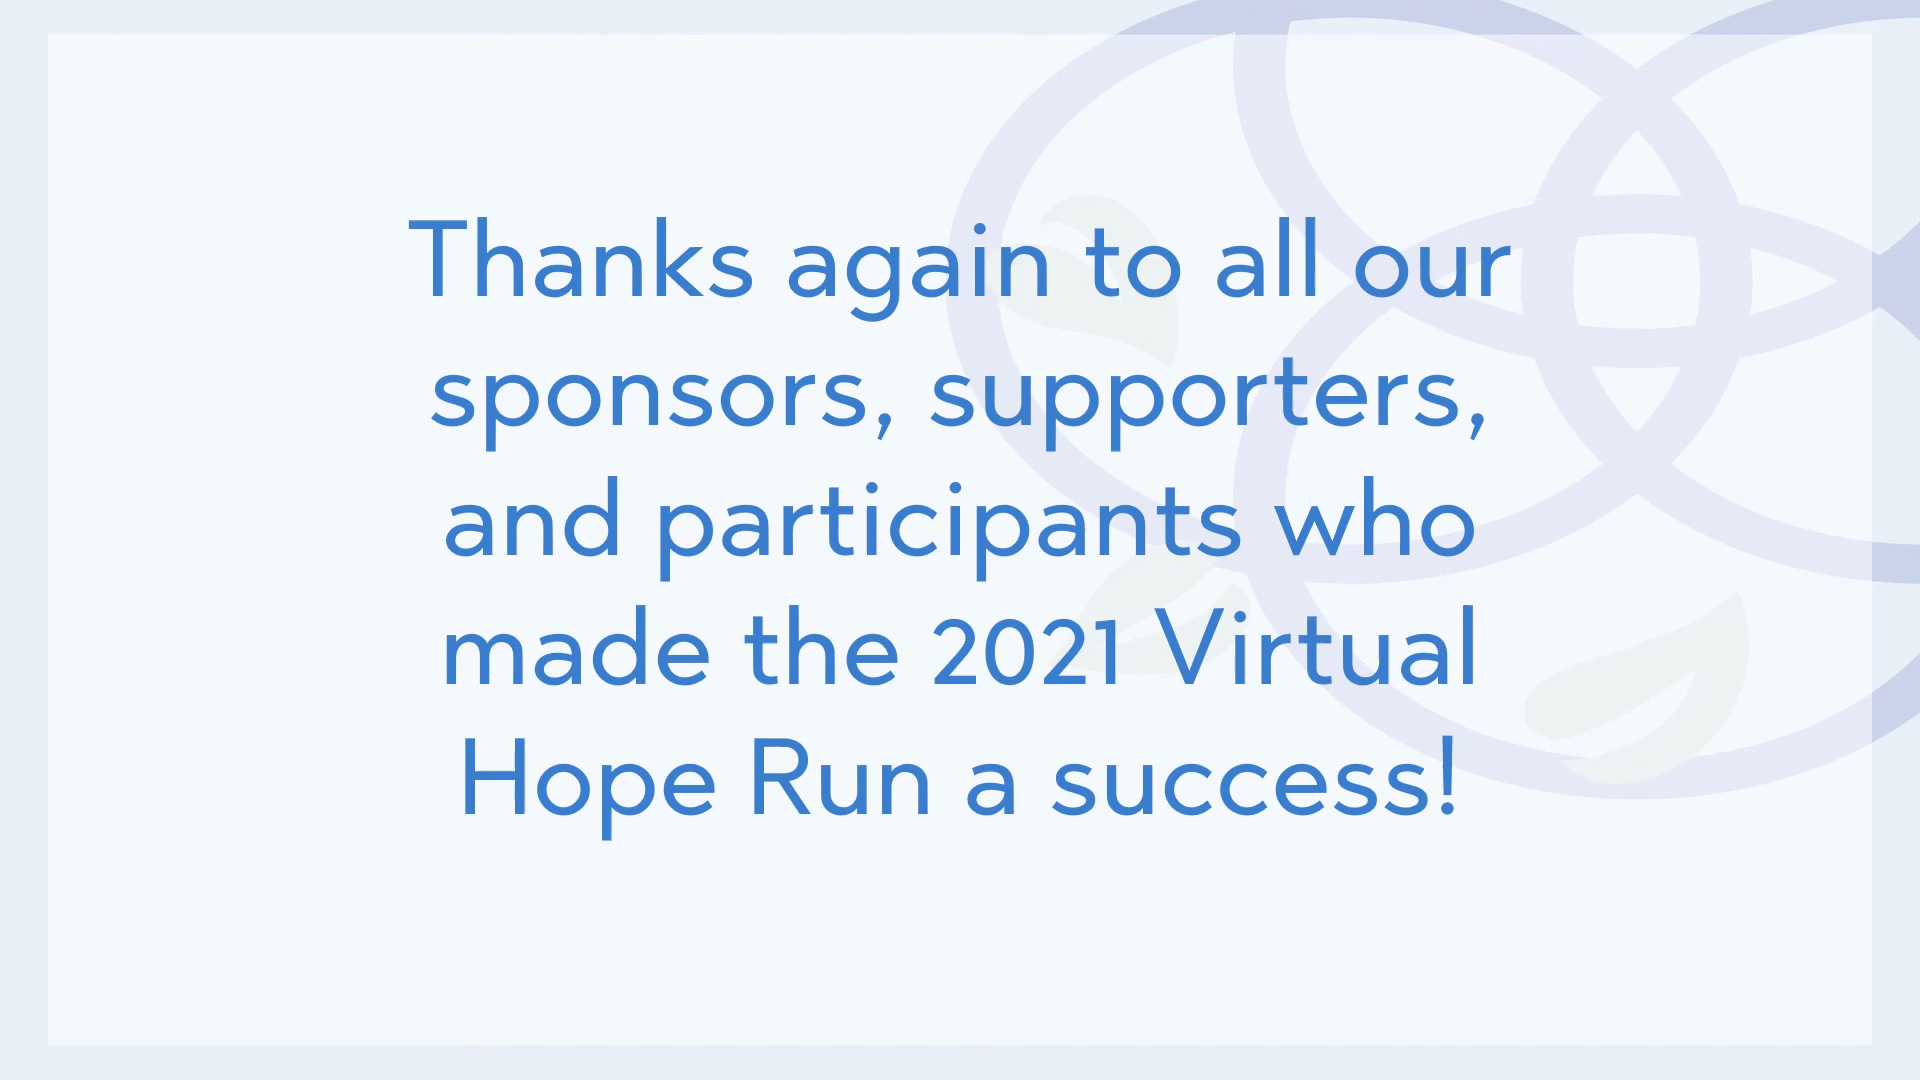 Thanks again to all our
sponsors, supporters,
and participants who
made the 2021 Virtual
Hope Run a success!